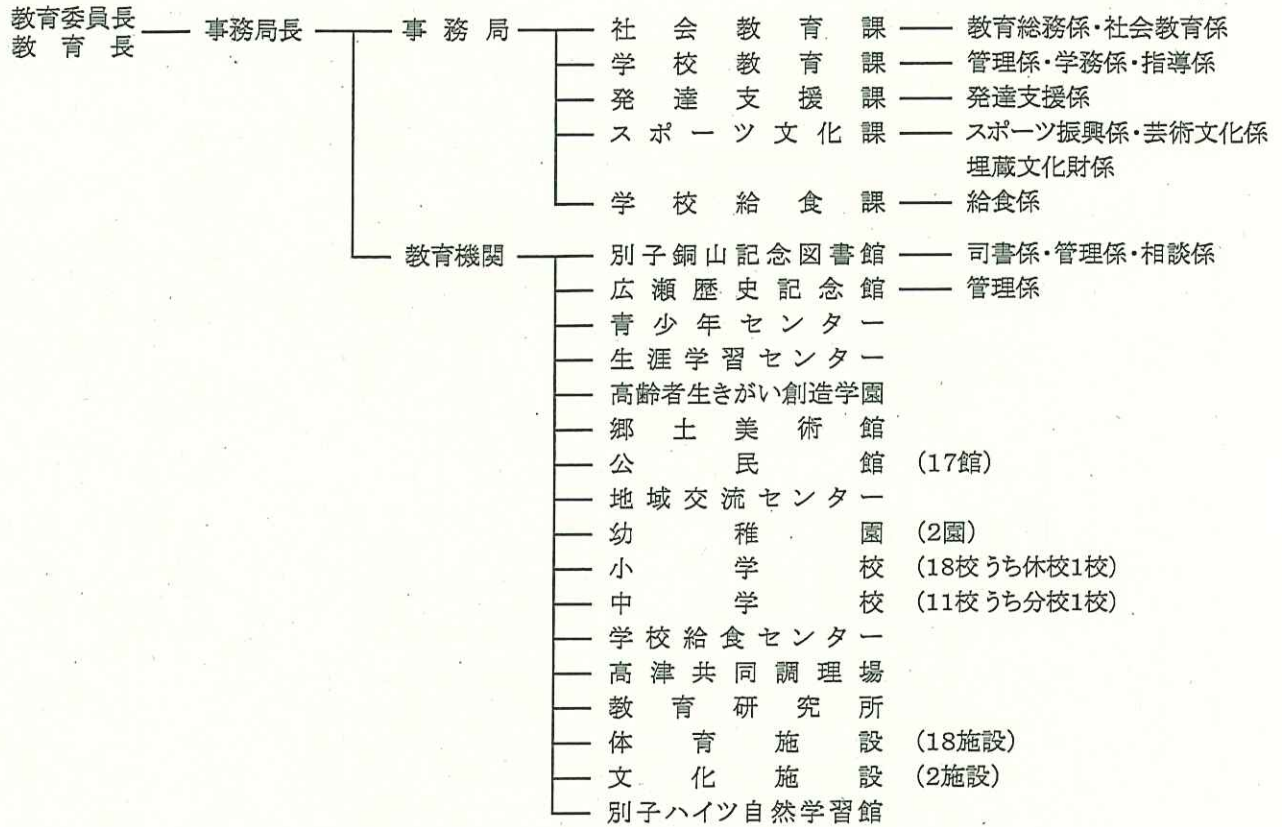 教育委員長
教育長
事務局長
事務局
社会教育課 教育総務係・社会教育係
学校教育課 管理係・学務係・指導係
発達支援課 発達支援係
スポーツ文化課 スポーツ振興係・芸術文化係
埋蔵文化財係
学校給食課 給食係
教育機関
別子銅山記念図書館 司書係・管理係・相談係
広瀬歴史記念館 管理係
青少年センター
生涯学習センター
高齢者生きがい創造学園
郷土美術館
公民館 (17館)
地域交流センター
幼稚園 (2園)
小学校 (18校うち休校1校)
中学校 (11校うち分校1校)
学校給食センター
高津共同調理場
教育研究所
体育施設 (18施設)
文化施設 (2施設)
別子ハイツ自然学習館